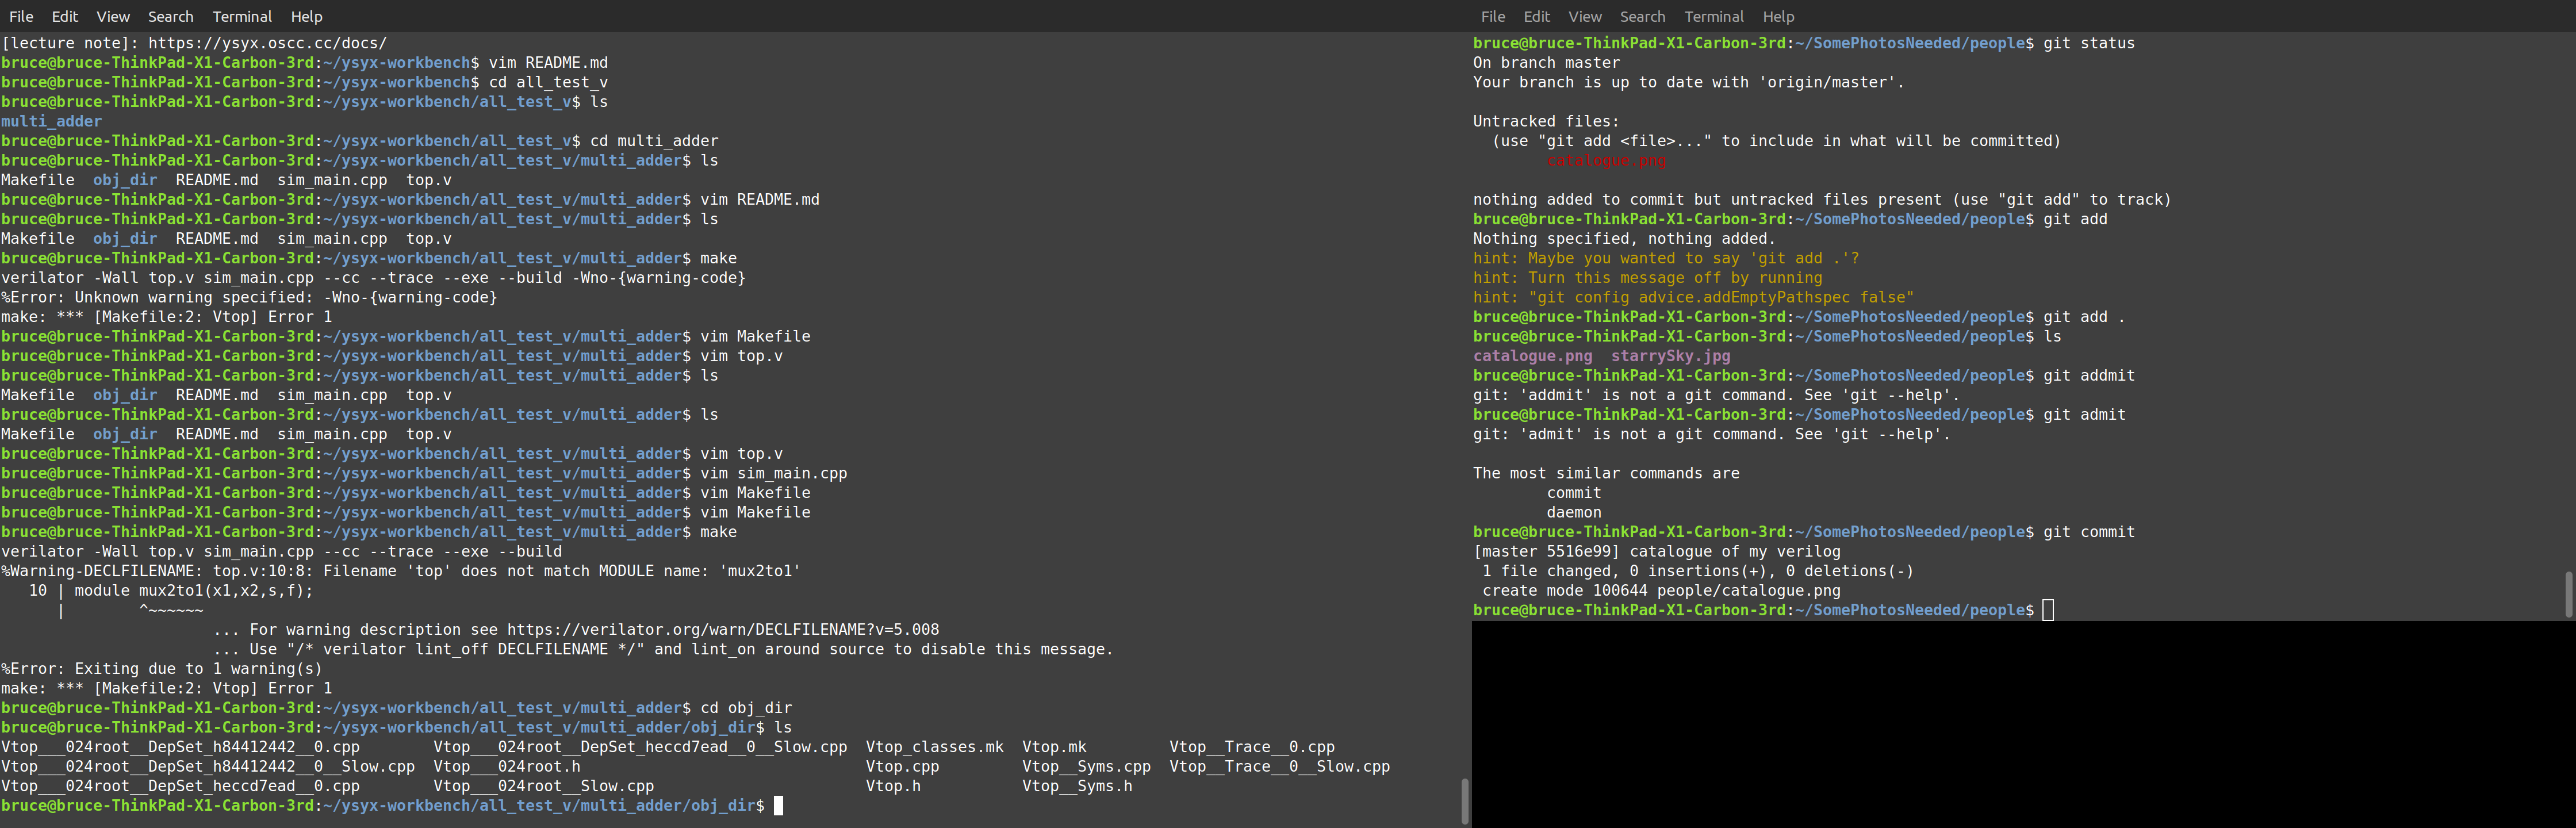 File Edit View Search Terminal Help
[lecture note]: https://ysyx.oscc.cc/docs/
bruce@bruce-ThinkPad-X1-Carbon-3rd:~/ysyx-workbench$ vim README.md
bruce@bruce-ThinkPad-X1-Carbon-3rd:~/ysyx-workbench$ cd all_test_v
bruce@bruce-ThinkPad-X1-Carbon-3rd:~/ysyx-workbench/all_test_v$ ls
multi_adder
bruce@bruce-ThinkPad-X1-Carbon-3rd:~/ysyx-workbench/all_test_v$ cd multi_adder
bruce@bruce-ThinkPad-X1-Carbon-3rd:~/ysyx-workbench/all_test_v/multi_adder$ ls
Makefile  obj_dir  README.md  sim_main.cpp  top.v
bruce@bruce-ThinkPad-X1-Carbon-3rd:~/ysyx-workbench/all_test_v/multi_adder$ vim README.md
bruce@bruce-ThinkPad-X1-Carbon-3rd:~/ysyx-workbench/all_test_v/multi_adder$ ls
Makefile  obj_dir  README.md  sim_main.cpp  top.v
bruce@bruce-ThinkPad-X1-Carbon-3rd:~/ysyx-workbench/all_test_v/multi_adder$ make
verilator -Wall top.v sim_main.cpp --cc --trace --exe --build -Wno-{warning-code}
%Error: Unknown warning specified: -Wno-{warning-code}
make: *** [Makefile:2: Vtop] Error 1
bruce@bruce-ThinkPad-X1-Carbon-3rd:~/ysyx-workbench/all_test_v/multi_adder$ vim Makefile
bruce@bruce-ThinkPad-X1-Carbon-3rd:~/ysyx-workbench/all_test_v/multi_adder$ vim top.v
bruce@bruce-ThinkPad-X1-Carbon-3rd:~/ysyx-workbench/all_test_v/multi_adder$ ls
Makefile  obj_dir  README.md  sim_main.cpp  top.v
bruce@bruce-ThinkPad-X1-Carbon-3rd:~/ysyx-workbench/all_test_v/multi_adder$ ls
Makefile  obj_dir  README.md  sim_main.cpp  top.v
bruce@bruce-ThinkPad-X1-Carbon-3rd:~/ysyx-workbench/all_test_v/multi_adder$ vim top.v
bruce@bruce-ThinkPad-X1-Carbon-3rd:~/ysyx-workbench/all_test_v/multi_adder$ vim sim_main.cpp
bruce@bruce-ThinkPad-X1-Carbon-3rd:~/ysyx-workbench/all_test_v/multi_adder$ vim Makefile
bruce@bruce-ThinkPad-X1-Carbon-3rd:~/ysyx-workbench/all_test_v/multi_adder$ vim Makefile
bruce@bruce-ThinkPad-X1-Carbon-3rd:~/ysyx-workbench/all_test_v/multi_adder$ make
verilator -Wall top.v sim_main.cpp --cc --trace --exe --build
%Warning-DECLFILENAME: top.v:10:8: Filename 'top' does not match MODULE name: 'mux2to1'
   10 | module mux2to1(x1,x2,s,f);
      |        ^~~~~~~
                       ... For warning description see https://verilator.org/warn/DECLFILENAME?v=5.008
                       ... Use "/* verilator lint_off DECLFILENAME */" and lint_on around source to disable this message.
%Error: Exiting due to 1 warning(s)
make: *** [Makefile:2: Vtop] Error 1
bruce@bruce-ThinkPad-X1-Carbon-3rd:~/ysyx-workbench/all_test_v/multi_adder$ cd obj_dir
bruce@bruce-ThinkPad-X1-Carbon-3rd:~/ysyx-workbench/all_test_v/multi_adder/obj_dir$ ls
Vtop___024root__DepSet_h84412442__0.cpp        Vtop___024root__DepSet_heccd7ead__0__Slow.cpp  Vtop_classes.mk  Vtop.mk         Vtop__Trace__0.cpp
Vtop___024root__DepSet_h84412442__0__Slow.cpp  Vtop___024root.h                               Vtop.cpp         Vtop__Syms.cpp  Vtop__Trace__0__Slow.cpp
Vtop___024root__DepSet_heccd7ead__0.cpp        Vtop___024root__Slow.cpp                       Vtop.h           Vtop__Syms.h
bruce@bruce-ThinkPad-X1-Carbon-3rd:~/ysyx-workbench/all_test_v/multi_adder/obj_dir$
File Edit View Search Terminal Help
bruce@bruce-ThinkPad-X1-Carbon-3rd:~/SomePhotosNeeded/people$ git status
On branch master
Your branch is up to date with 'origin/master'.
Untracked files:
  (use "git add <file>..." to include in what will be committed)
        catalogue.png
nothing added to commit but untracked files present (use "git add" to track)
bruce@bruce-ThinkPad-X1-Carbon-3rd:~/SomePhotosNeeded/people$ git add
Nothing specified, nothing added.
hint: Maybe you wanted to say 'git add .'?
hint: Turn this message off by running
hint: "git config advice.addEmptyPathspec false"
bruce@bruce-ThinkPad-X1-Carbon-3rd:~/SomePhotosNeeded/people$ git add .
bruce@bruce-ThinkPad-X1-Carbon-3rd:~/SomePhotosNeeded/people$ ls
catalogue.png  starrySky.jpg
bruce@bruce-ThinkPad-X1-Carbon-3rd:~/SomePhotosNeeded/people$ git addmit
git: 'addmit' is not a git command. See 'git --help'.
bruce@bruce-ThinkPad-X1-Carbon-3rd:~/SomePhotosNeeded/people$ git admit
git: 'admit' is not a git command. See 'git --help'.
The most similar commands are
        commit
        daemon
bruce@bruce-ThinkPad-X1-Carbon-3rd:~/SomePhotosNeeded/people$ git commit
[master 5516e99] catalogue of my verilog
 1 file changed, 0 insertions(+), 0 deletions(-)
 create mode 100644 people/catalogue.png
bruce@bruce-ThinkPad-X1-Carbon-3rd:~/SomePhotosNeeded/people$